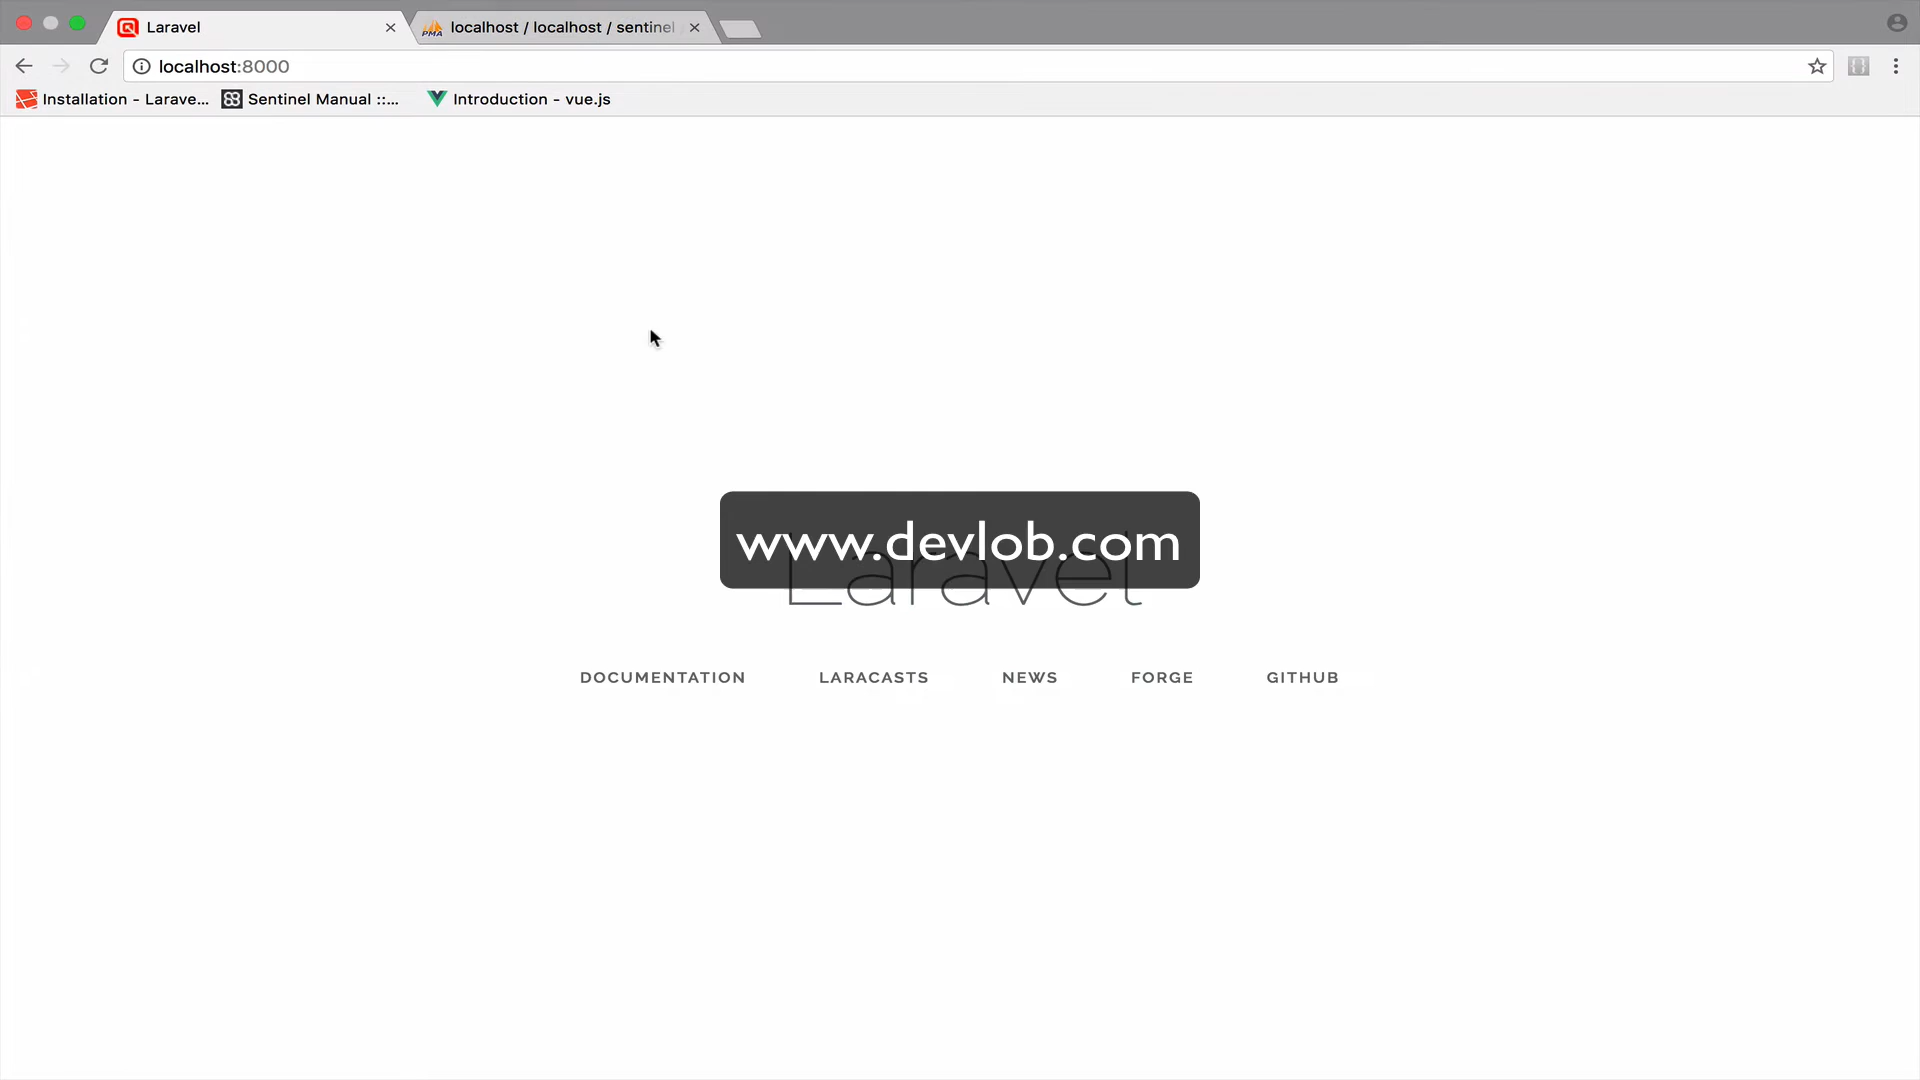 Laravel
localhost / localhost / sentinel
localhost:8000
Installation - Larave...
Sentinel Manual ::...
Introduction - vue.js
www.devlob.com
Laravel
DOCUMENTATION
LARACASTS
NEWS
FORGE
GITHUB